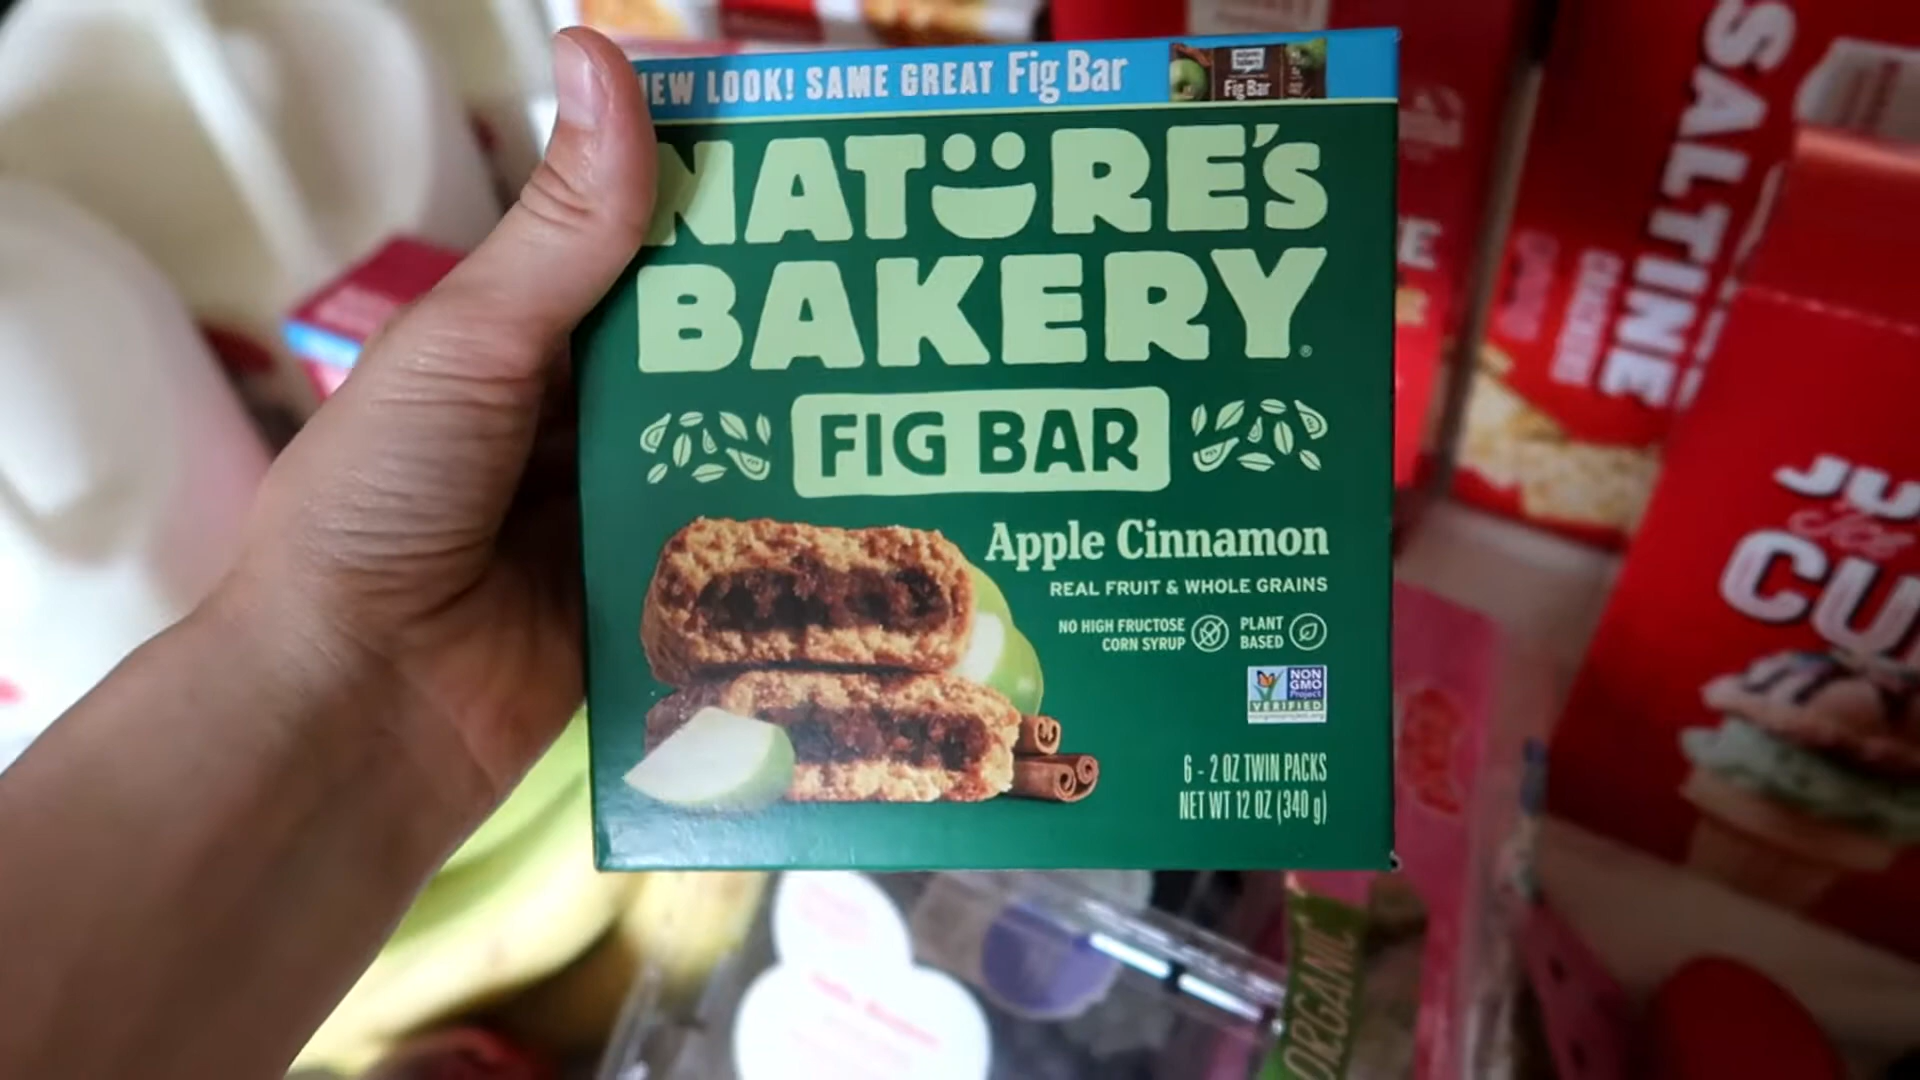 NEW LOOK! SAME GREAT Fig Bar
Fig Bar
NATURE'S
BAKERY®
FIG BAR
Apple Cinnamon
REAL FRUIT & WHOLE GRAINS
NO HIGH FRUCTOSE
CORN SYRUP
PLANT
BASED
NON
GMO
Project
VERIFIED
6 - 2 OZ TWIN PACKS
NET WT 12 OZ (340 g)
SALTINE
CRACKERS
ORGANIC